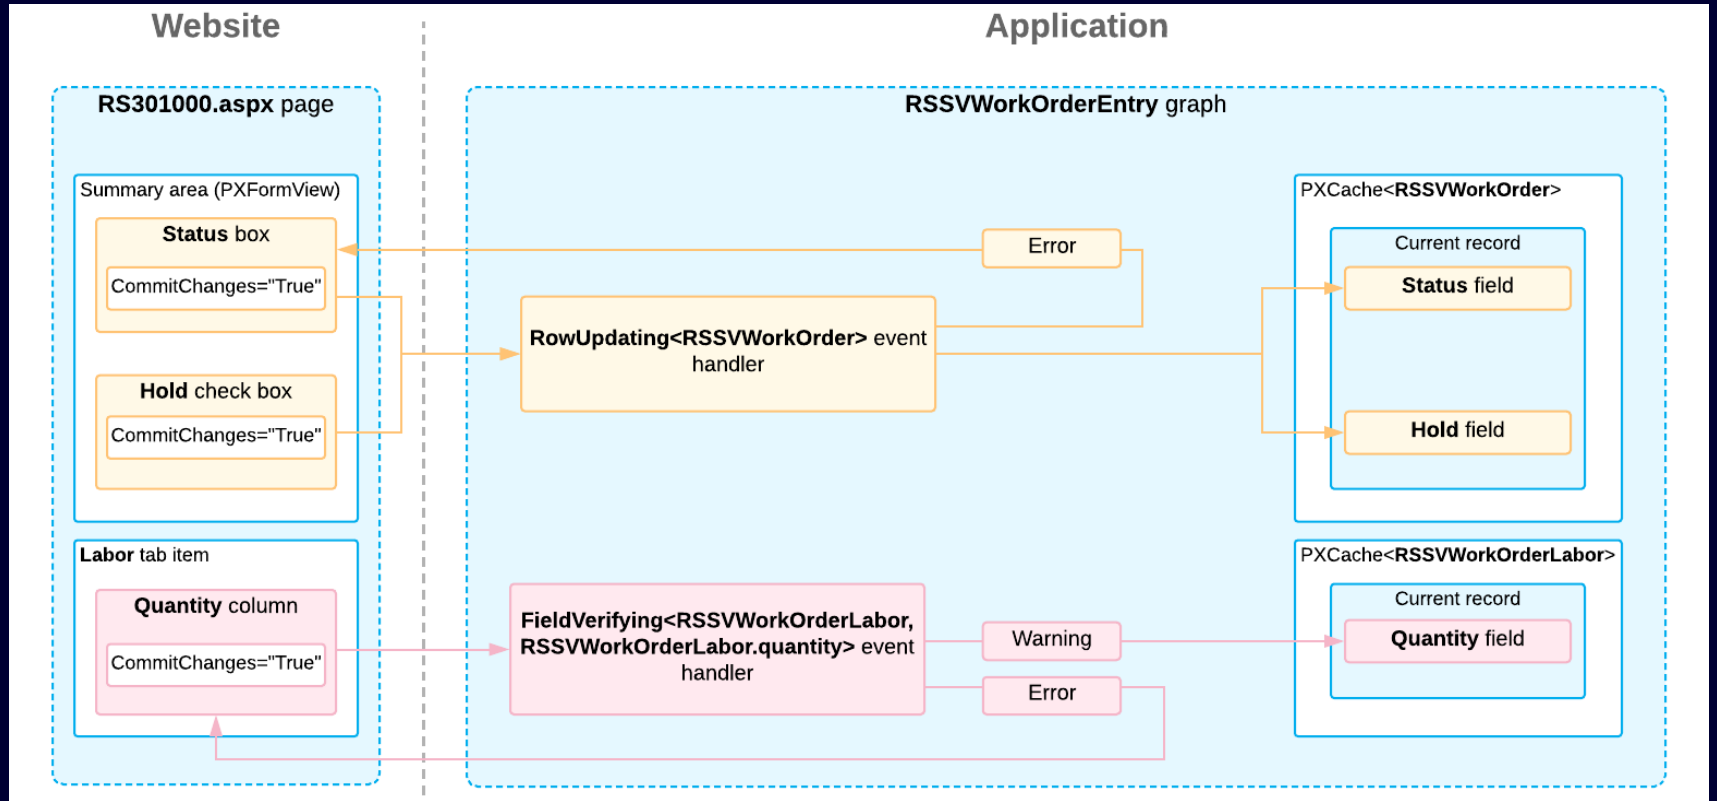 Website
Application
RS301000.aspx page
RSSVWorkOrderEntry graph
Summary area (PXFormView)
Status box
CommitChanges="True"
Hold check box
CommitChanges="True"
Error
RowUpdating<RSSVWorkOrder> event
handler
PXCache<RSSVWorkOrder>
Current record
Status field
Hold field
Labor tab item
Quantity column
CommitChanges="True"
FieldVerifying<RSSVWorkOrderLabor,
RSSVWorkOrderLabor.quantity> event
handler
Warning
Error
PXCache<RSSVWorkOrderLabor>
Current record
Quantity field